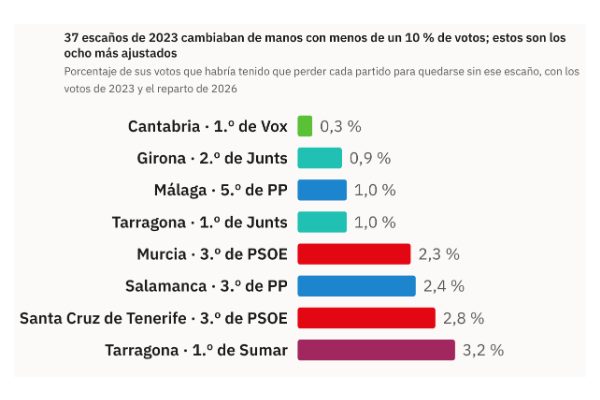 37 escaños de 2023 cambiaban de manos con menos de un 10 % de votos; estos son los
ocho más ajustados
Porcentaje de sus votos que habría tenido que perder cada partido para quedarse sin ese escaño, con los
votos de 2023 y el reparto de 2026
Cantabria · 1.º de Vox 0,3 %
Girona · 2.º de Junts 0,9 %
Málaga · 5.º de PP 1,0 %
Tarragona · 1.º de Junts 1,0 %
Murcia · 3.º de PSOE 2,3 %
Salamanca · 3.º de PP 2,4 %
Santa Cruz de Tenerife · 3.º de PSOE 2,8 %
Tarragona · 1.º de Sumar 3,2 %